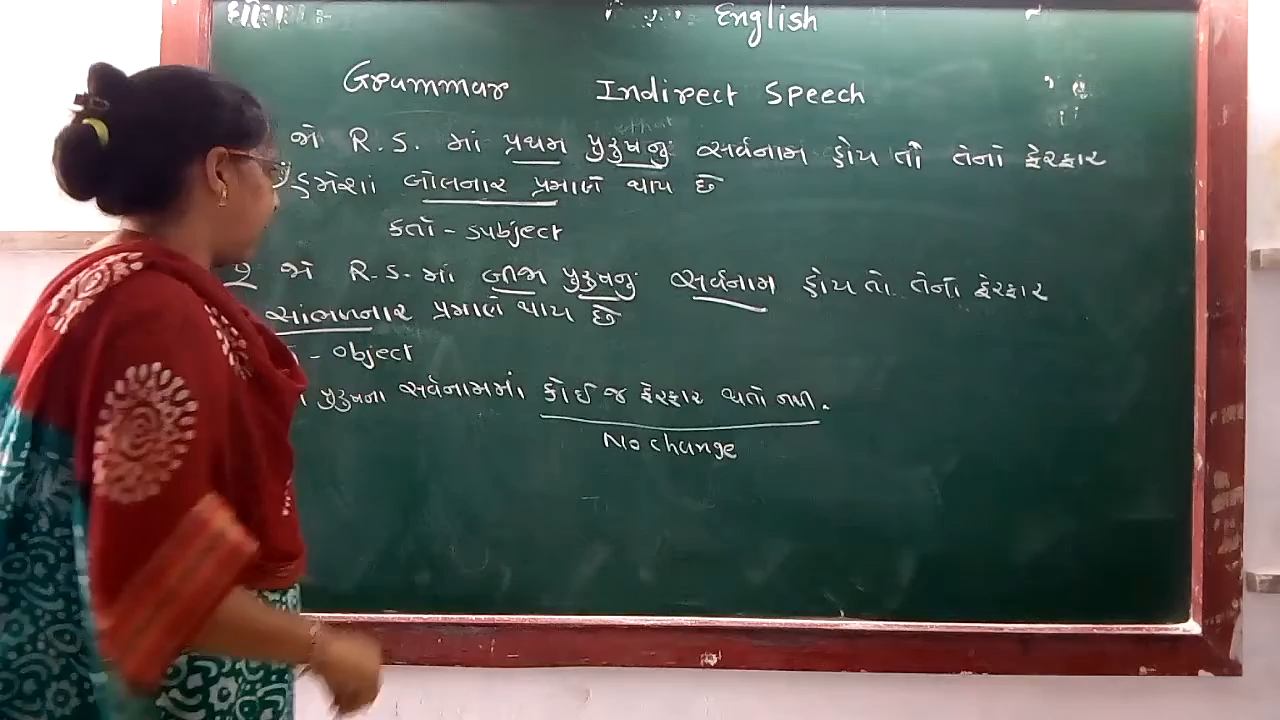 English
Grammar Indirect Speech
જો R.S. માં પ્રથમ પુરુષનુ સર્વનામ હોય તો તેનો ફેરફાર
હંમેશા બોલનાર પ્રમાણે થાય છે
કર્તા - subject
૨ જો R.S. માં બીજા પુરુષનુ સર્વનામ હોય તો તેનો ફેરફાર
સાંભળનાર પ્રમાણે થાય છે
- object
પુરુષના સર્વનામમાં કોઈ જ ફેરફાર થતો નથી.
No change